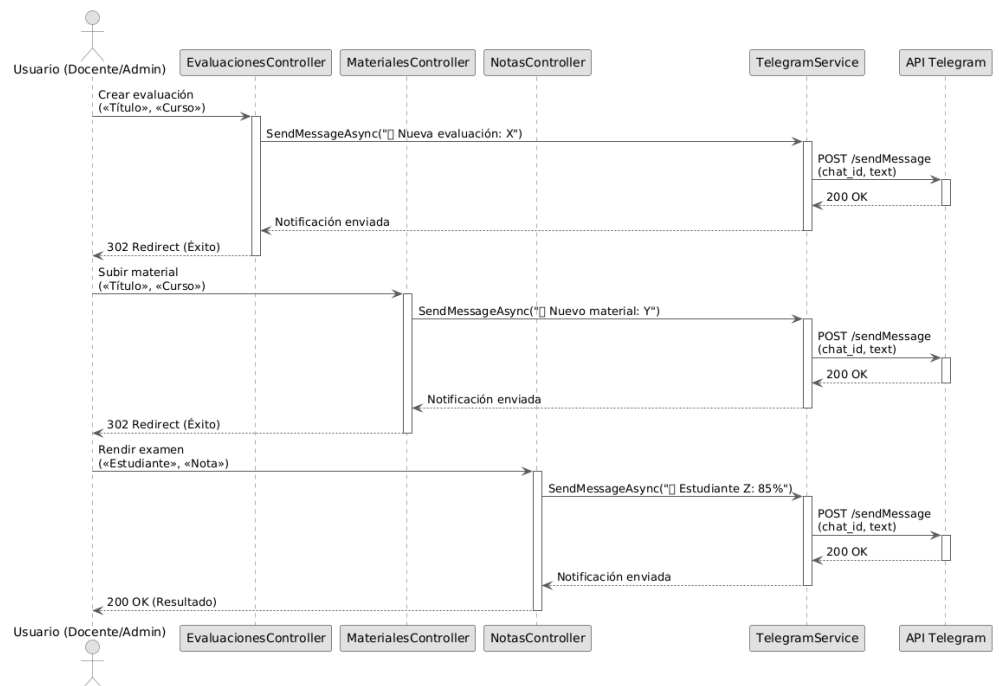 Usuario (Docente/Admin)
EvaluacionesController
MaterialesController
NotasController
TelegramService
API Telegram
Crear evaluación
(«Título», «Curso»)
SendMessageAsync("▯ Nueva evaluación: X")
POST /sendMessage
(chat_id, text)
200 OK
Notificación enviada
302 Redirect (Éxito)
Subir material
(«Título», «Curso»)
SendMessageAsync("▯ Nuevo material: Y")
POST /sendMessage
(chat_id, text)
200 OK
Notificación enviada
302 Redirect (Éxito)
Rendir examen
(«Estudiante», «Nota»)
SendMessageAsync("▯ Estudiante Z: 85%")
POST /sendMessage
(chat_id, text)
200 OK
Notificación enviada
200 OK (Resultado)
Usuario (Docente/Admin)
EvaluacionesController
MaterialesController
NotasController
TelegramService
API Telegram